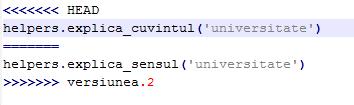 <<<<<<< HEAD
helpers.explica_cuvintul('universitate')
=======
helpers.explica_sensul('universitate')
>>>>>>> versiunea.2